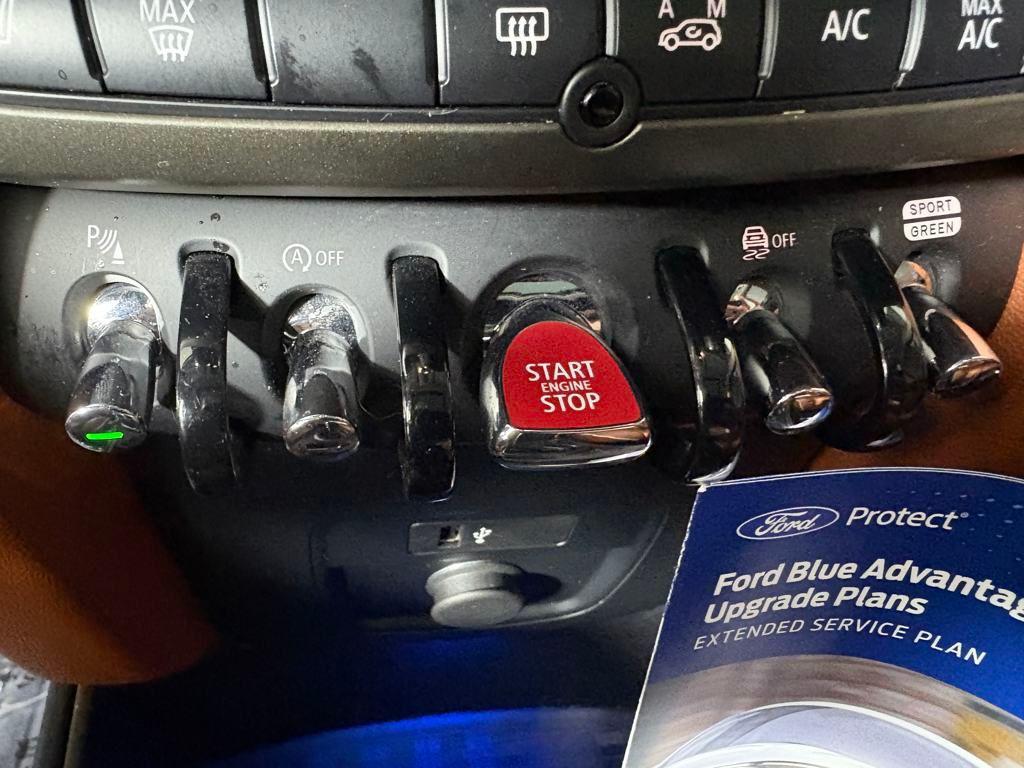 MAX
A M
A/C
MAX
A/C
P
A OFF
OFF
SPORT
GREEN
START
ENGINE
STOP
Ford Protect®
Ford Blue Advantag
Upgrade Plans
EXTENDED SERVICE PLAN